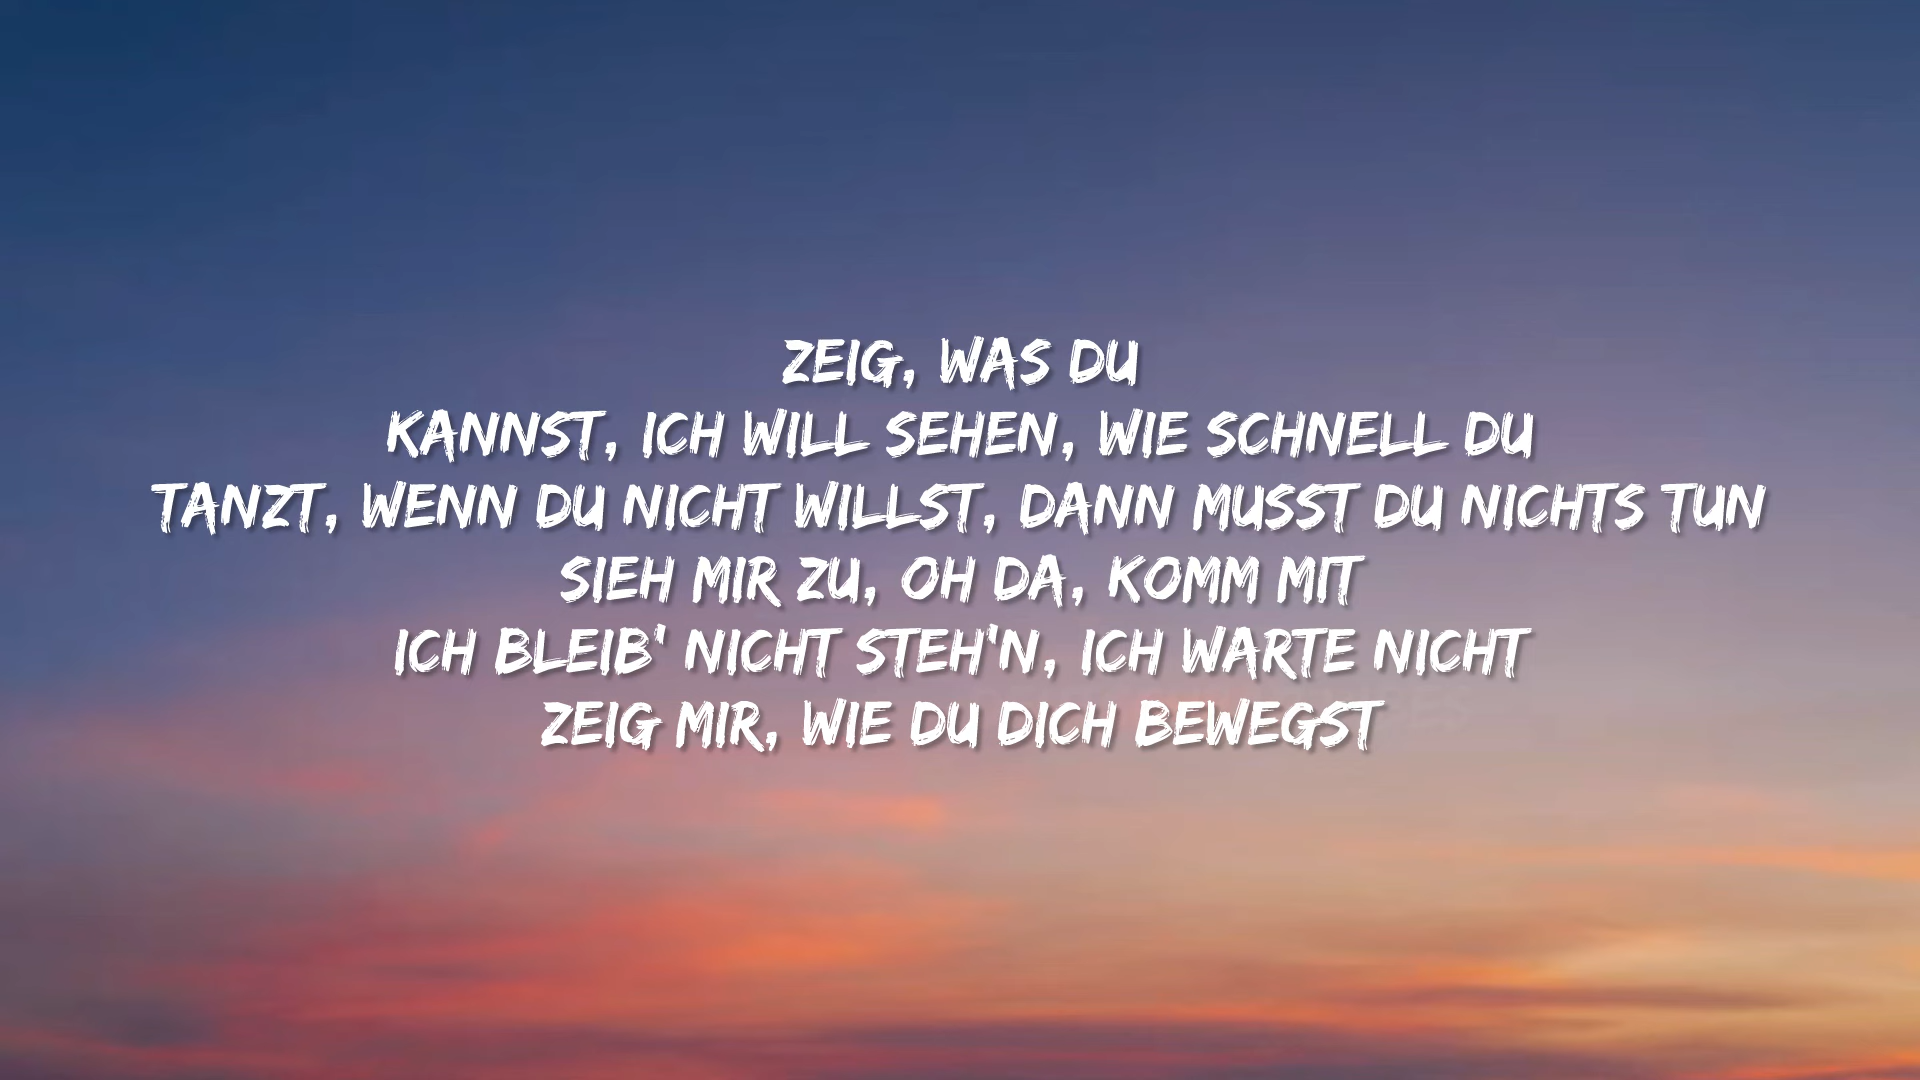 ZEIG, WAS DU
KANNST, ICH WILL SEHEN, WIE SCHNELL DU
TANZT, WENN DU NICHT WILLST, DANN MUSST DU NICHTS TUN
SIEH MIR ZU, OH DA, KOMM MIT
ICH BLEIB' NICHT STEH'N, ICH WARTE NICHT
ZEIG MIR, WIE DU DICH BEWEGST